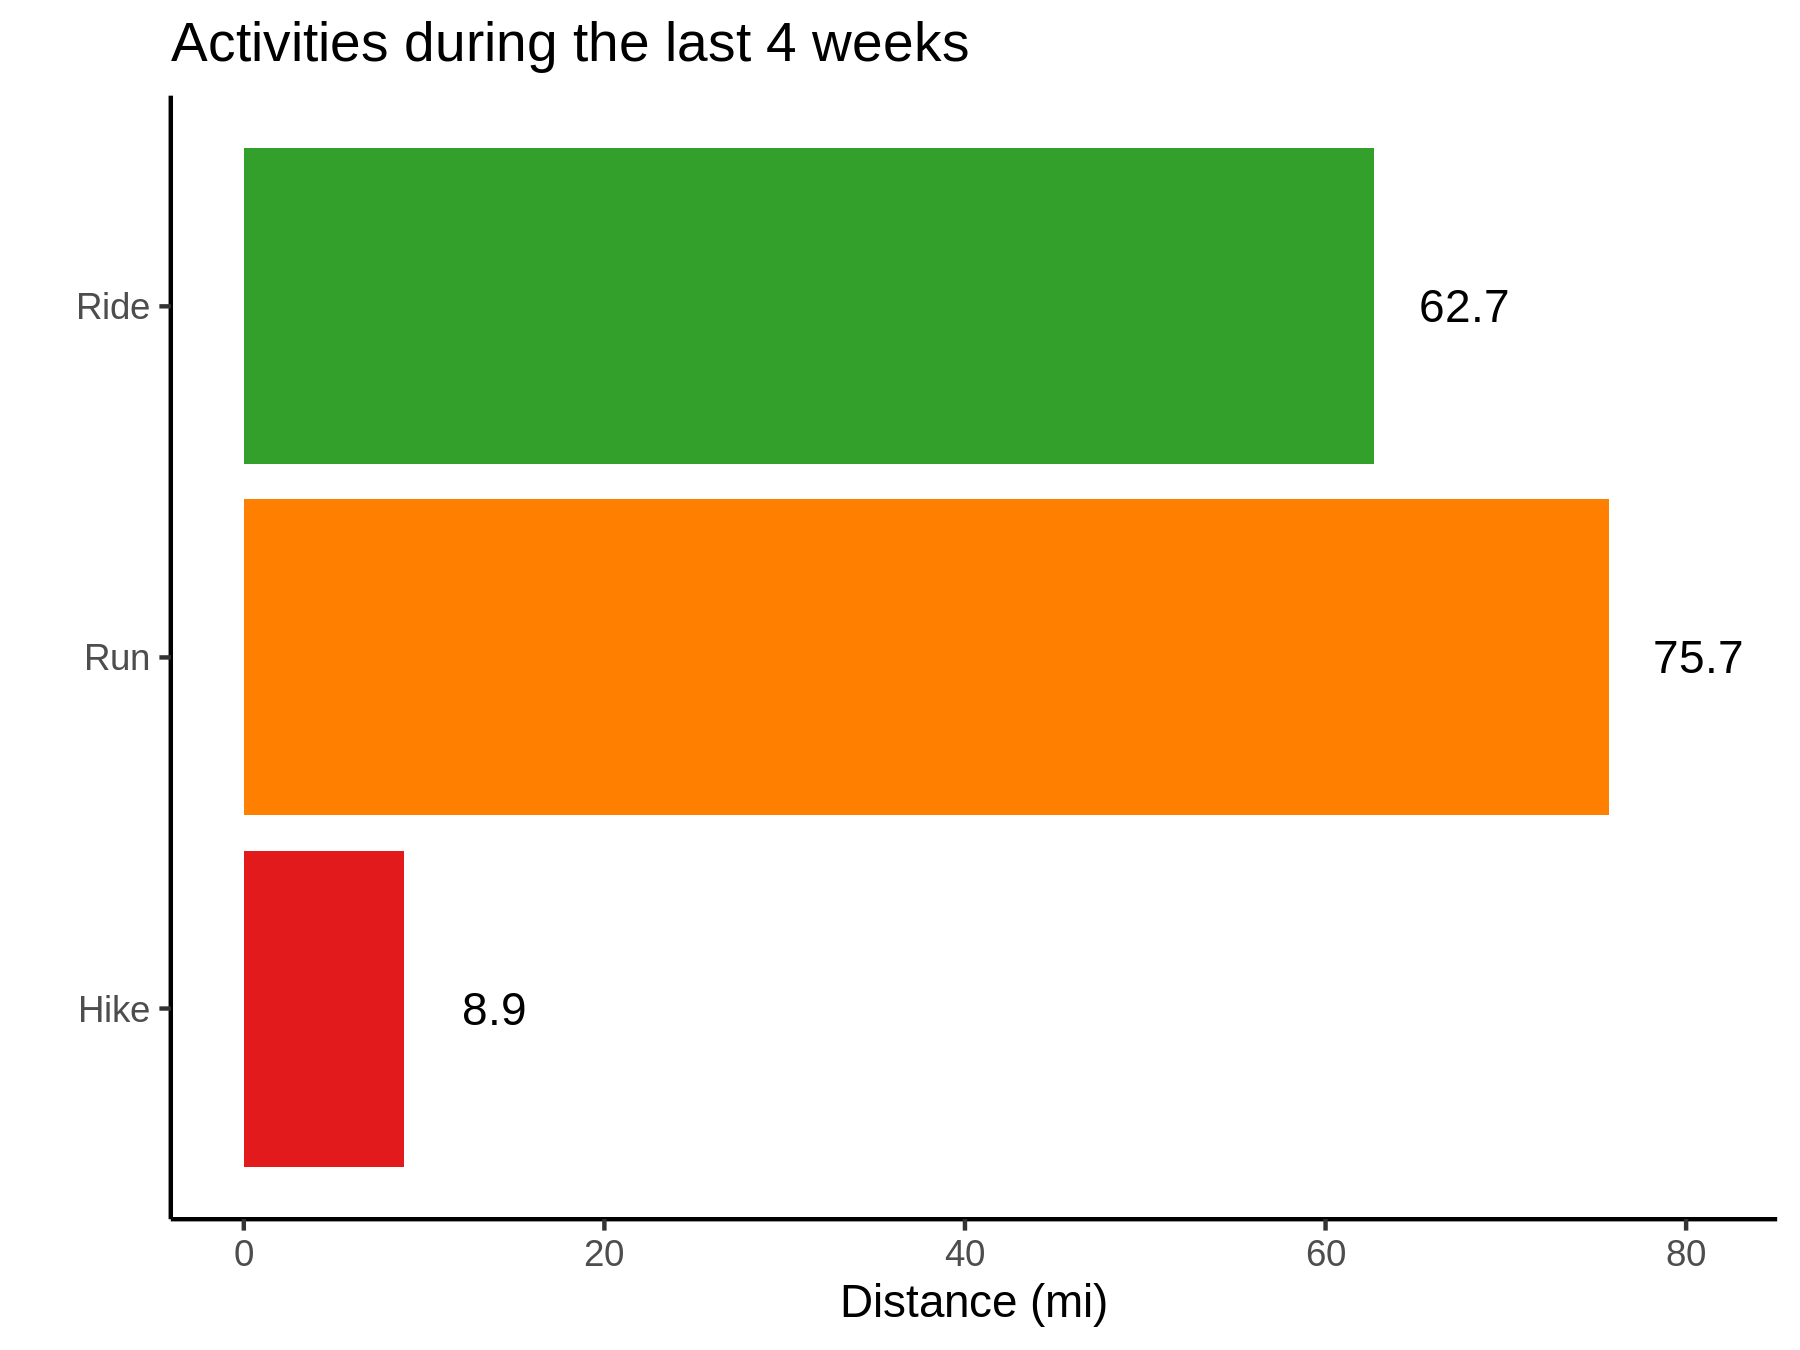 Activities during the last 4 weeks
Ride
62.7
Run
75.7
Hike
8.9
0 20 40 60 80
Distance (mi)